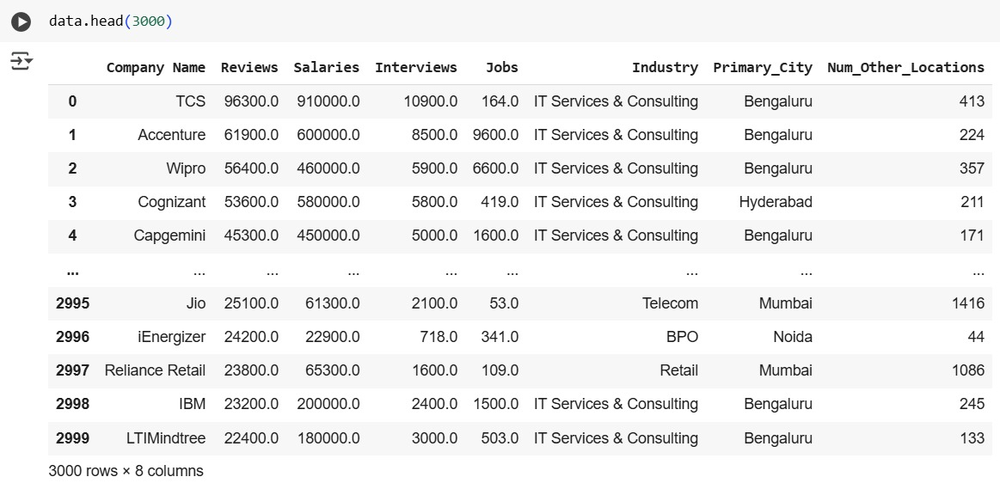 data.head(3000)
Company Name Reviews Salaries Interviews Jobs Industry Primary_City Num_Other_Locations
0 TCS 96300.0 910000.0 10900.0 164.0 IT Services & Consulting Bengaluru 413
1 Accenture 61900.0 600000.0 8500.0 9600.0 IT Services & Consulting Bengaluru 224
2 Wipro 56400.0 460000.0 5900.0 6600.0 IT Services & Consulting Bengaluru 357
3 Cognizant 53600.0 580000.0 5800.0 419.0 IT Services & Consulting Hyderabad 211
4 Capgemini 45300.0 450000.0 5000.0 1600.0 IT Services & Consulting Bengaluru 171
... ... ... ... ... ... ... ... ...
2995 Jio 25100.0 61300.0 2100.0 53.0 Telecom Mumbai 1416
2996 iEnergizer 24200.0 22900.0 718.0 341.0 BPO Noida 44
2997 Reliance Retail 23800.0 65300.0 1600.0 109.0 Retail Mumbai 1086
2998 IBM 23200.0 200000.0 2400.0 1500.0 IT Services & Consulting Bengaluru 245
2999 LTIMindtree 22400.0 180000.0 3000.0 503.0 IT Services & Consulting Bengaluru 133
3000 rows × 8 columns